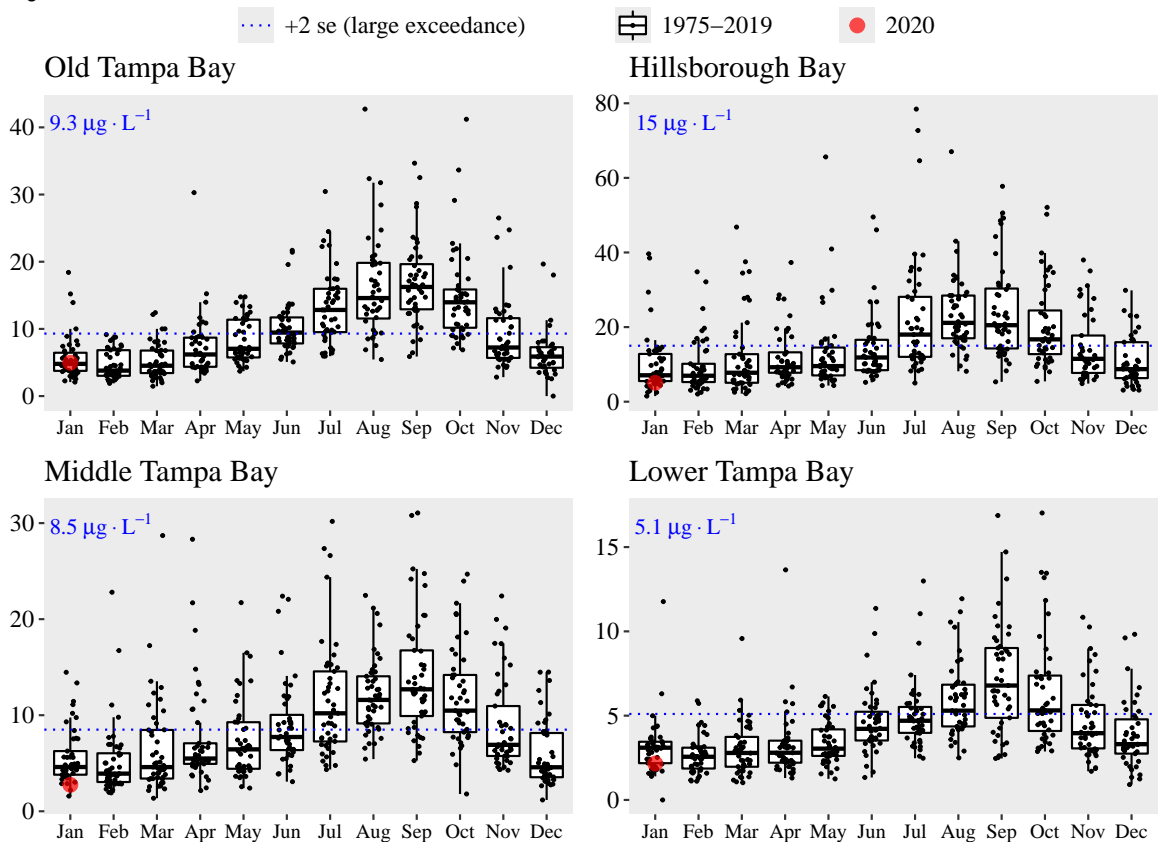 +2 se (large exceedance) 1975–2019 2020
Old Tampa Bay
9.3 μg · L⁻¹
40
30
20
10
0
Jan Feb Mar Apr May Jun Jul Aug Sep Oct Nov Dec
Hillsborough Bay
15 μg · L⁻¹
80
60
40
20
0
Jan Feb Mar Apr May Jun Jul Aug Sep Oct Nov Dec
Middle Tampa Bay
8.5 μg · L⁻¹
30
20
10
0
Jan Feb Mar Apr May Jun Jul Aug Sep Oct Nov Dec
Lower Tampa Bay
5.1 μg · L⁻¹
15
10
5
0
Jan Feb Mar Apr May Jun Jul Aug Sep Oct Nov Dec